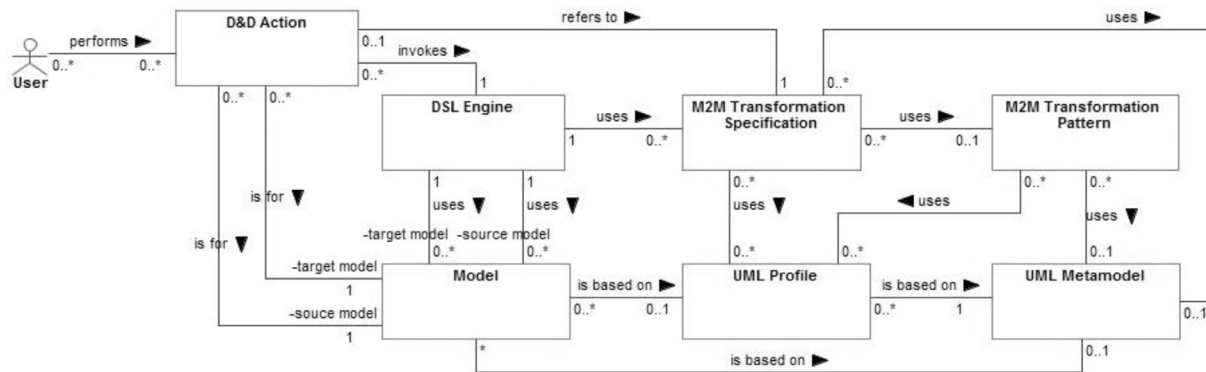 D&D Action
refers to
uses
performs
0..1
0..*
invokes
User
0..*
0..*
0..*
1
1
0..*
0..*
DSL Engine
M2M Transformation
Specification
M2M Transformation
Pattern
uses
uses
1
0..*
0..*
0..1
1
1
0..*
0..*
0..*
is for
uses
uses
uses
uses
uses
is for
-target model
-source model
0..*
0..*
0..*
0..*
0..1
-target model
Model
UML Profile
UML Metamodel
1
is based on
is based on
0..*
0..1
0..*
1
0..1
-souce model
1
*
is based on
0..1